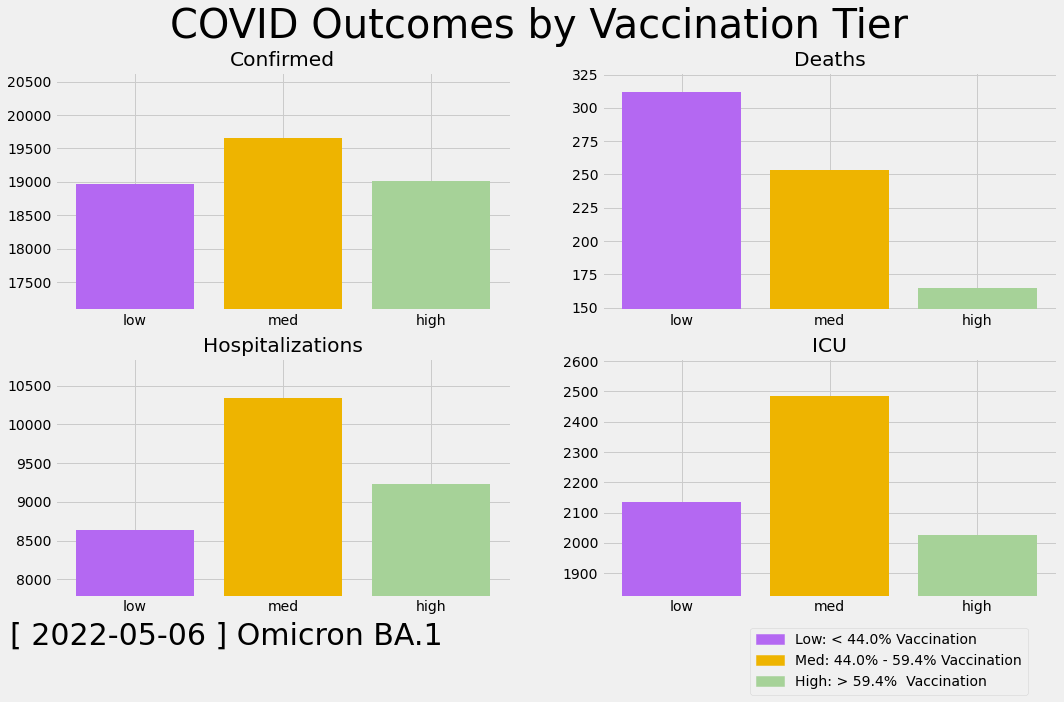 COVID Outcomes by Vaccination Tier
Confirmed
20500
20000
19500
19000
18500
18000
17500
low med high
Deaths
325
300
275
250
225
200
175
150
low med high
Hospitalizations
10500
10000
9500
9000
8500
8000
low med high
ICU
2600
2500
2400
2300
2200
2100
2000
1900
low med high
[ 2022-05-06 ] Omicron BA.1
Low: < 44.0% Vaccination
Med: 44.0% - 59.4% Vaccination
High: > 59.4%  Vaccination